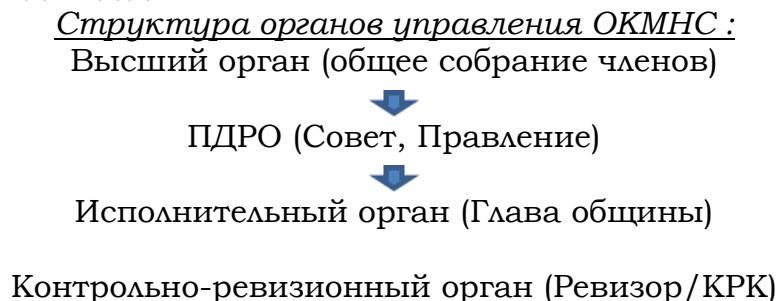 Структура органов управления ОКМНС :
Высший орган (общее собрание членов)
ПДРО (Совет, Правление)
Исполнительный орган (Глава общины)
Контрольно-ревизионный орган (Ревизор/КРК)